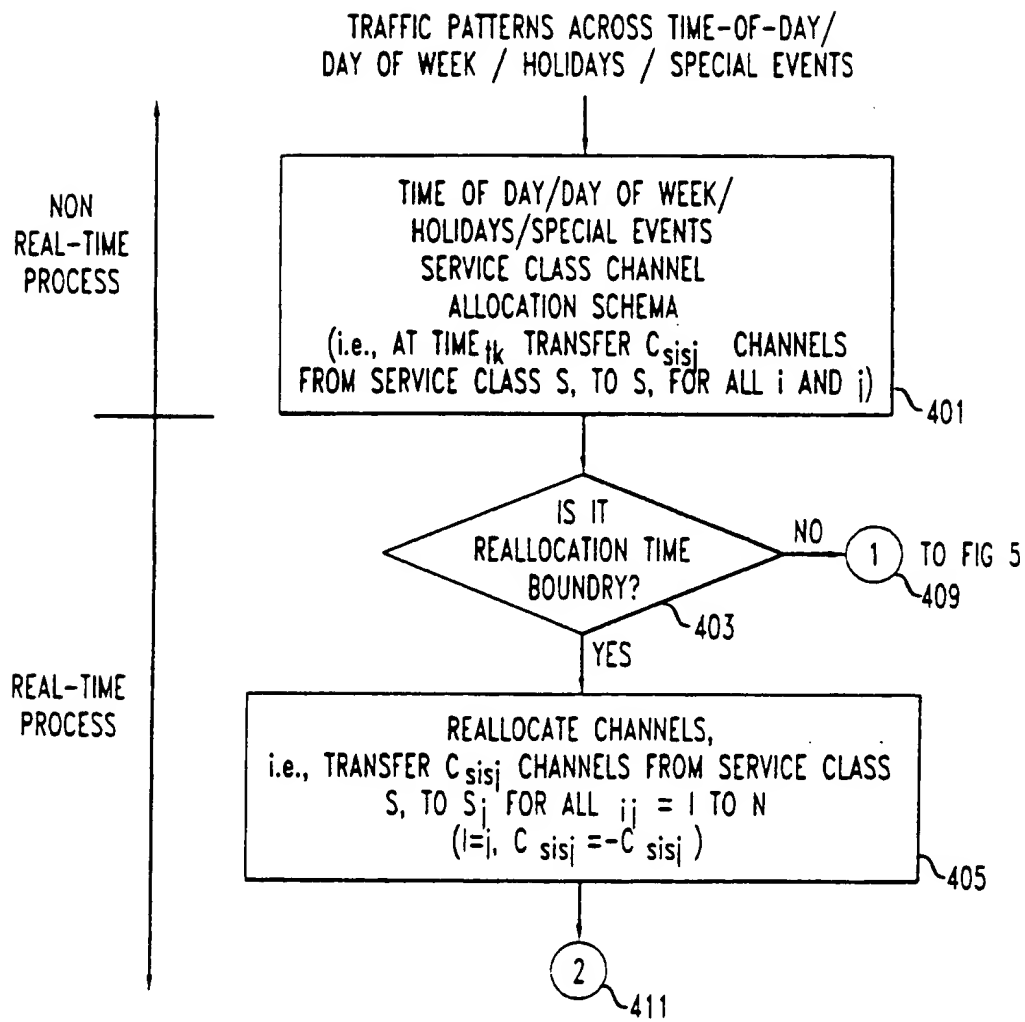 TRAFFIC PATTERNS ACROSS TIME-OF-DAY/
DAY OF WEEK / HOLIDAYS / SPECIAL EVENTS
NON
REAL-TIME
PROCESS
TIME OF DAY/DAY OF WEEK/
HOLIDAYS/SPECIAL EVENTS
SERVICE CLASS CHANNEL
ALLOCATION SCHEMA
(i.e., AT TIME tk TRANSFER C sisj CHANNELS
FROM SERVICE CLASS S, TO S, FOR ALL i AND j)
401
IS IT
REALLOCATION TIME
BOUNDRY?
403
NO
1
TO FIG 5
409
YES
REAL-TIME
PROCESS
REALLOCATE CHANNELS,
i.e., TRANSFER C sisj CHANNELS FROM SERVICE CLASS
S, TO Sj FOR ALL ij = I TO N
(I=j, C sisj =-C sisj )
405
2
411